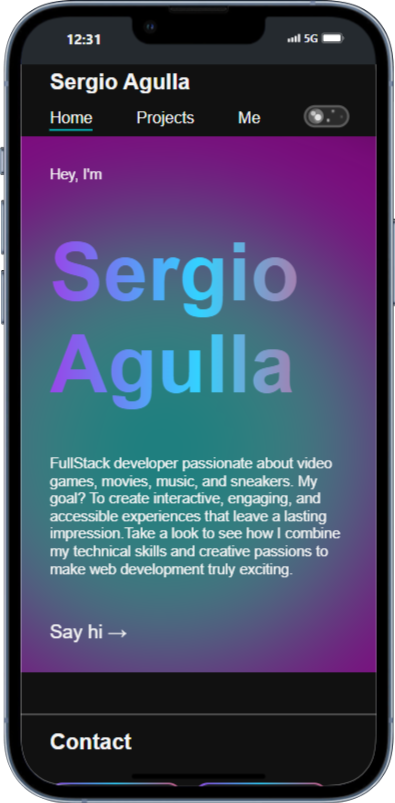 12:31 5G
Sergio Agulla
Home Projects Me
Hey, I'm
Sergio
Agulla
FullStack developer passionate about video
games, movies, music, and sneakers. My
goal? To create interactive, engaging, and
accessible experiences that leave a lasting
impression.Take a look to see how I combine
my technical skills and creative passions to
make web development truly exciting.
Say hi →
Contact